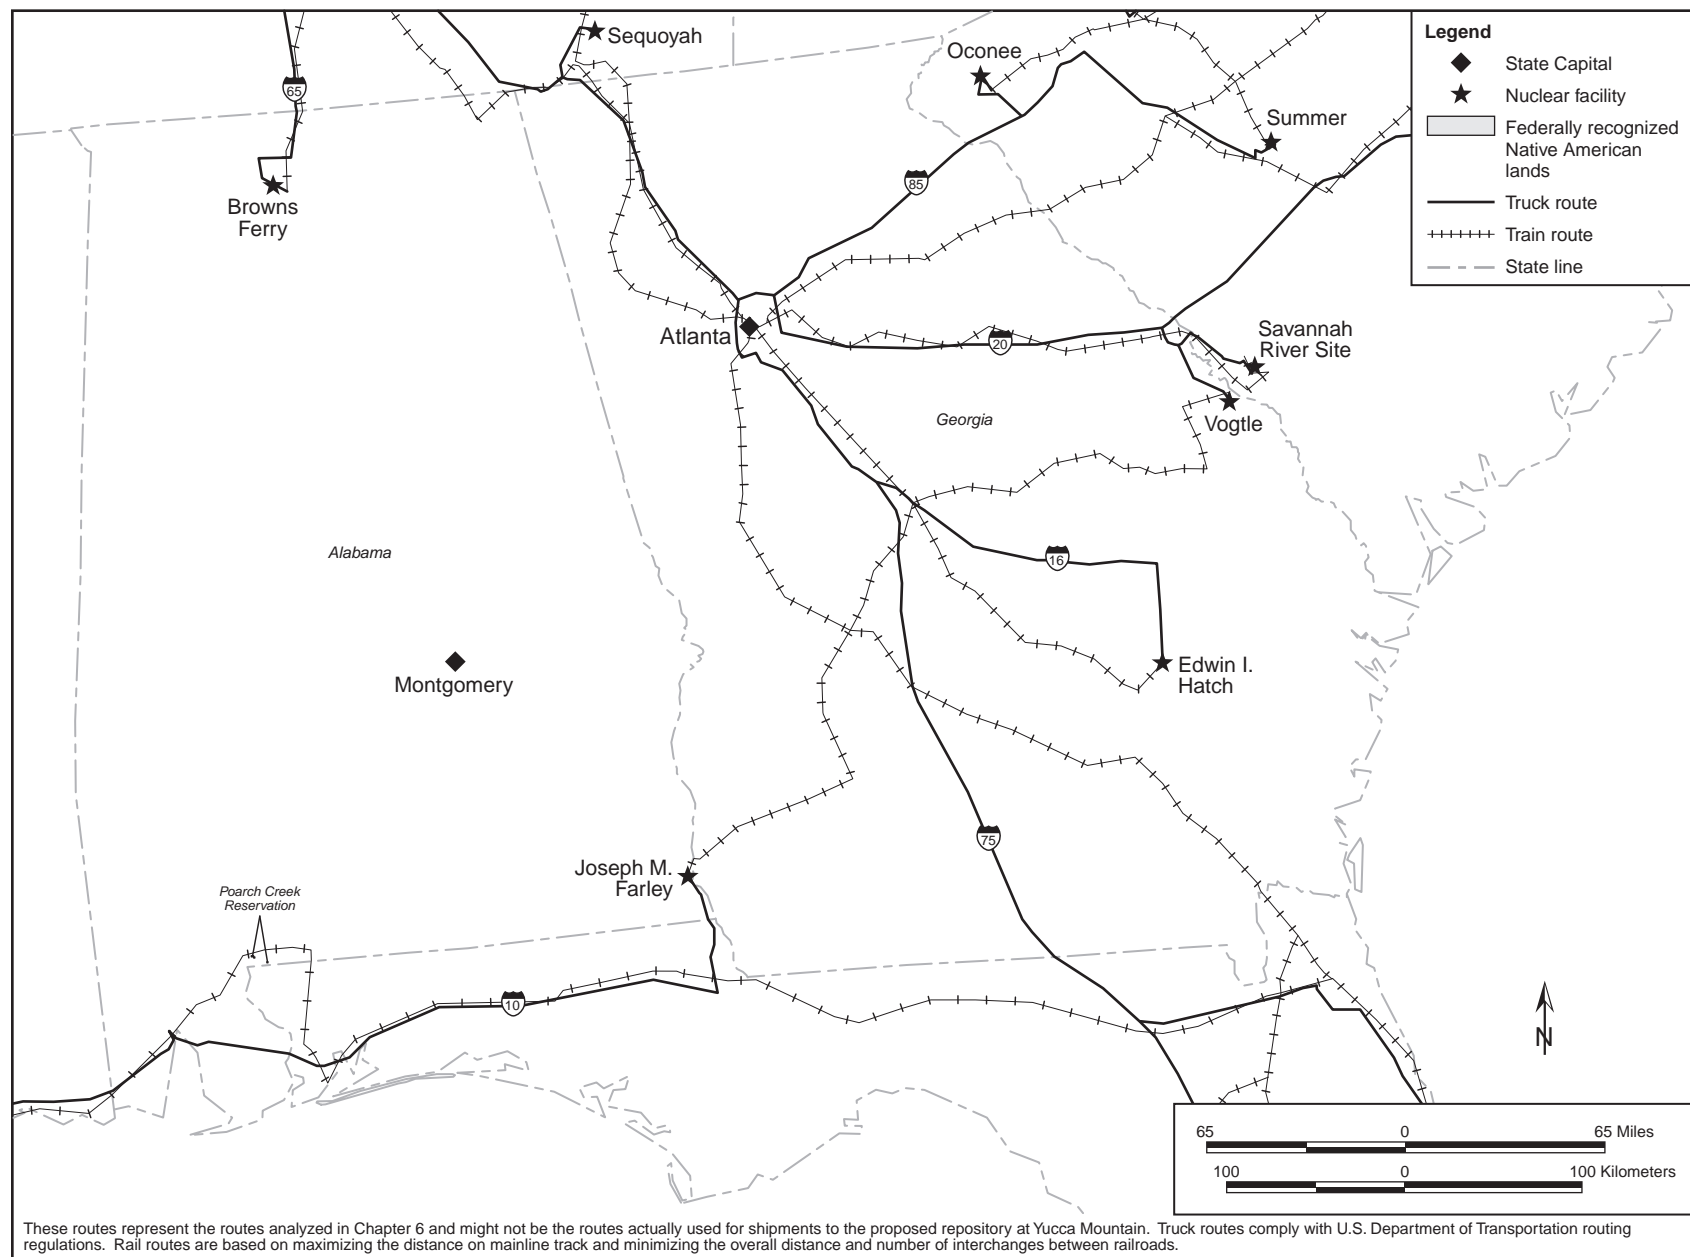 Sequoyah
Oconee
65
Summer
Browns
Ferry
85
Legend
State Capital
Nuclear facility
Federally recognized
Native American
lands
Truck route
Train route
State line
Atlanta
20
Savannah
River Site
Georgia
Vogtle
Alabama
16
Montgomery
Edwin I.
Hatch
75
Joseph M.
Farley
Poarch Creek
Reservation
10
N
65 0 65 Miles
100 0 100 Kilometers
These routes represent the routes analyzed in Chapter 6 and might not be the routes actually used for shipments to the proposed repository at Yucca Mountain. Truck routes comply with U.S. Department of Transportation routing
regulations. Rail routes are based on maximizing the distance on mainline track and minimizing the overall distance and number of interchanges between railroads.